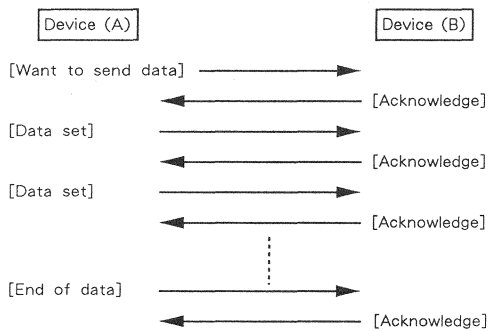 Device (A)
Device (B)
[Want to send data]
[Acknowledge]
[Data set]
[Acknowledge]
[Data set]
[Acknowledge]
[End of data]
[Acknowledge]